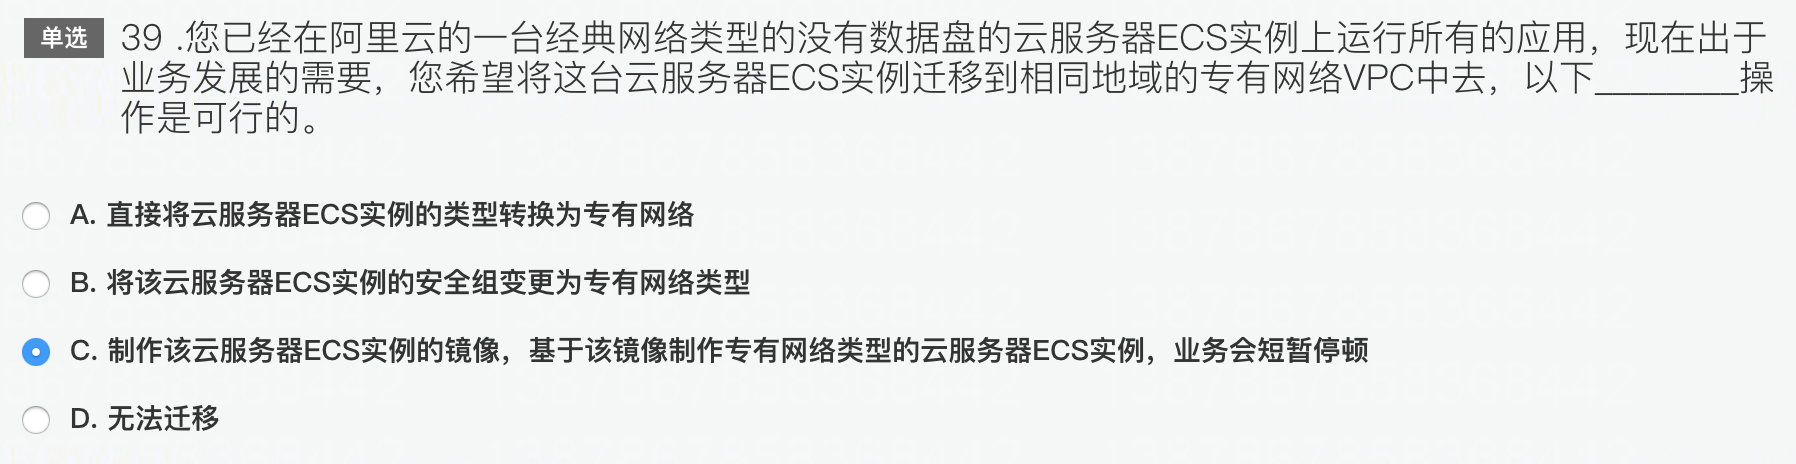 单选 39 .您已经在阿里云的一台经典网络类型的没有数据盘的云服务器ECS实例上运行所有的应用，现在出于
业务发展的需要，您希望将这台云服务器ECS实例迁移到相同地域的专有网络VPC中去，以下________操
作是可行的。
A. 直接将云服务器ECS实例的类型转换为专有网络
B. 将该云服务器ECS实例的安全组变更为专有网络类型
C. 制作该云服务器ECS实例的镜像，基于该镜像制作专有网络类型的云服务器ECS实例，业务会短暂停顿
D. 无法迁移